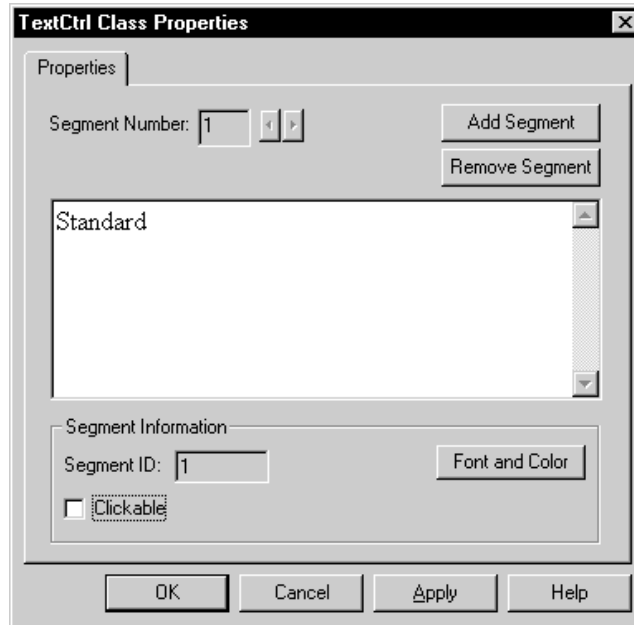 TextCtrl Class Properties
Properties
Segment Number: 1
Add Segment
Remove Segment
Standard
Segment Information
Segment ID: 1
Font and Color
Clickable
OK Cancel Apply Help